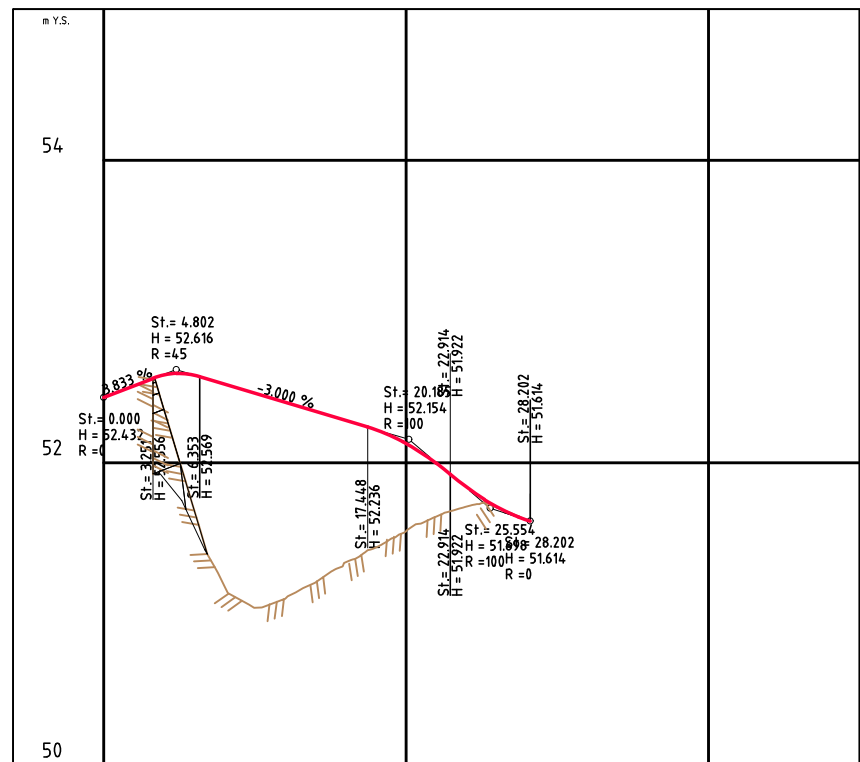 m Y.S.
54
St.= 4.802
H = 52.616
R =45
3.833 %
-3.000 %
St.= 0.000
H = 52.432
R =0
St.= 3.251
H = 52.556
St.= 6.353
H = 52.569
St.= 17.448
H = 52.236
St.= 20.185
H = 52.154
R =100
St.= 22.914
H = 51.922
St.= 22.914
H = 51.922
St.= 28.202
H = 51.614
52
St.= 25.554
H = 51.698
R =100
St.= 28.202
H = 51.614
R =0
50